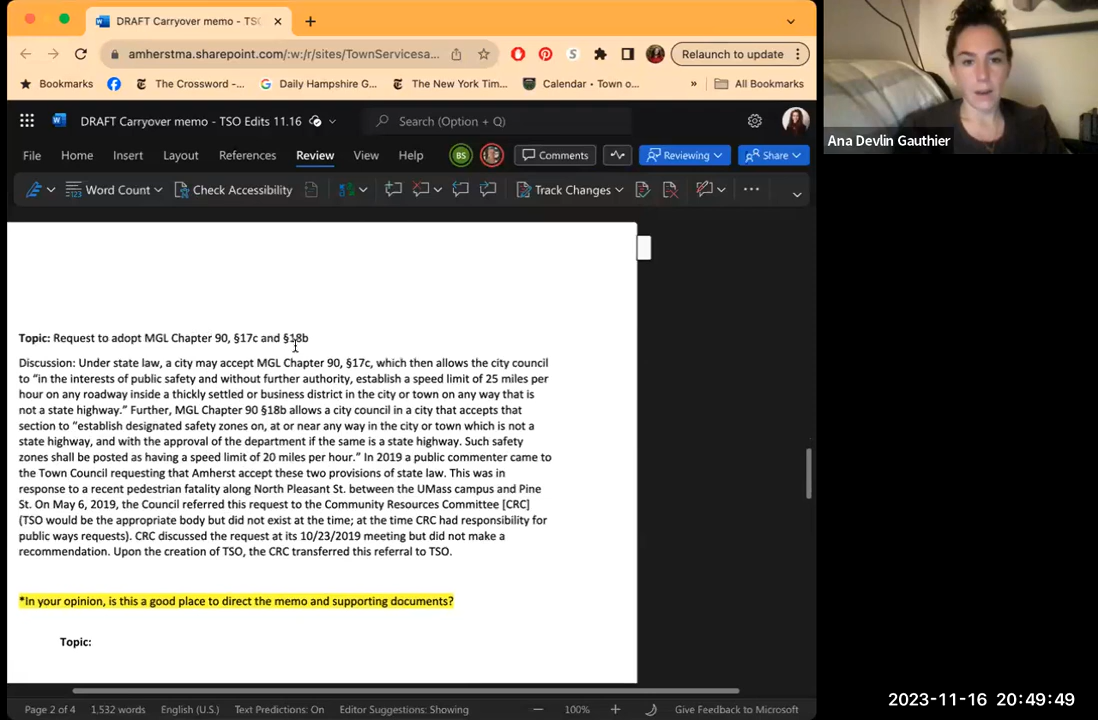 DRAFT Carryover memo - TSO
amherstma.sharepoint.com/:w:/r/sites/TownServicesa...
Relaunch to update
Bookmarks
The Crossword -...
Daily Hampshire G...
The New York Tim...
Calendar · Town o...
»
All Bookmarks
DRAFT Carryover memo - TSO Edits 11.16
Search (Option + Q)
File Home Insert Layout References Review View Help
BS
Comments
Reviewing
Share
Word Count
Check Accessibility
Track Changes
Topic: Request to adopt MGL Chapter 90, §17c and §18b
Discussion: Under state law, a city may accept MGL Chapter 90, §17c, which then allows the city council
to “in the interests of public safety and without further authority, establish a speed limit of 25 miles per
hour on any roadway inside a thickly settled or business district in the city or town on any way that is
not a state highway.” Further, MGL Chapter 90 §18b allows a city council in a city that accepts that
section to “establish designated safety zones on, at or near any way in the city or town which is not a
state highway, and with the approval of the department if the same is a state highway. Such safety
zones shall be posted as having a speed limit of 20 miles per hour.” In 2019 a public commenter came to
the Town Council requesting that Amherst accept these two provisions of state law. This was in
response to a recent pedestrian fatality along North Pleasant St. between the UMass campus and Pine
St. On May 6, 2019, the Council referred this request to the Community Resources Committee [CRC]
(TSO would be the appropriate body but did not exist at the time; at the time CRC had responsibility for
public ways requests). CRC discussed the request at its 10/23/2019 meeting but did not make a
recommendation. Upon the creation of TSO, the CRC transferred this referral to TSO.
*In your opinion, is this a good place to direct the memo and supporting documents?
Topic:
Page 2 of 4 1,532 words English (U.S.) Text Predictions: On Editor Suggestions: Showing 100% Give Feedback to Microsoft
Ana Devlin Gauthier
2023-11-16 20:49:49